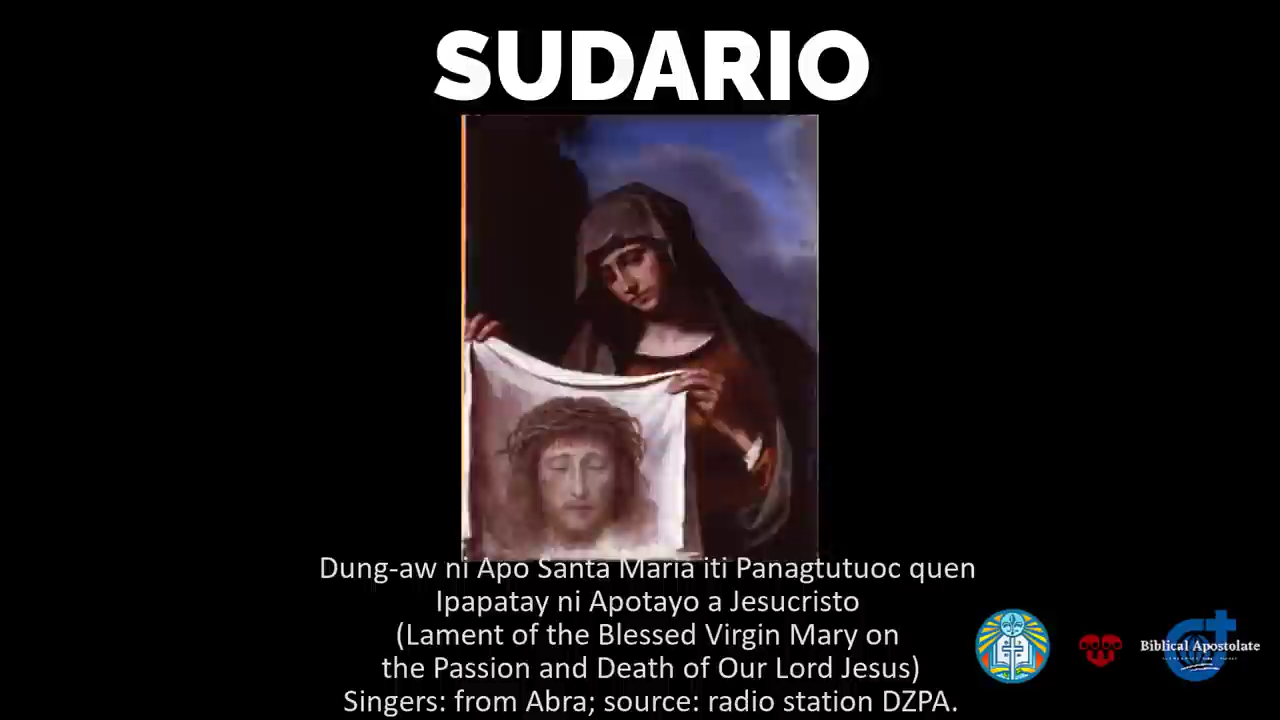 SUDARIO
Dung-aw ni Apo Santa Maria iti Panagtutuoc quen
Ipapatay ni Apotayo a Jesucristo
(Lament of the Blessed Virgin Mary on
the Passion and Death of Our Lord Jesus)
Singers: from Abra; source: radio station DZPA.
Biblical Apostolate